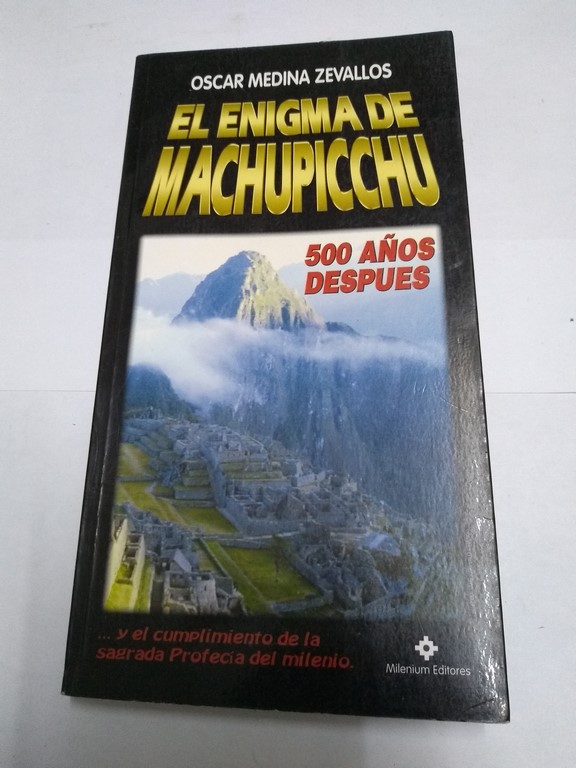 OSCAR MEDINA ZEVALLOS
EL ENIGMA DE
MACHUPICCHU
500 AÑOS
DESPUES
... y el cumplimiento de la
sagrada Profecía del milenio.
Milenium Editores